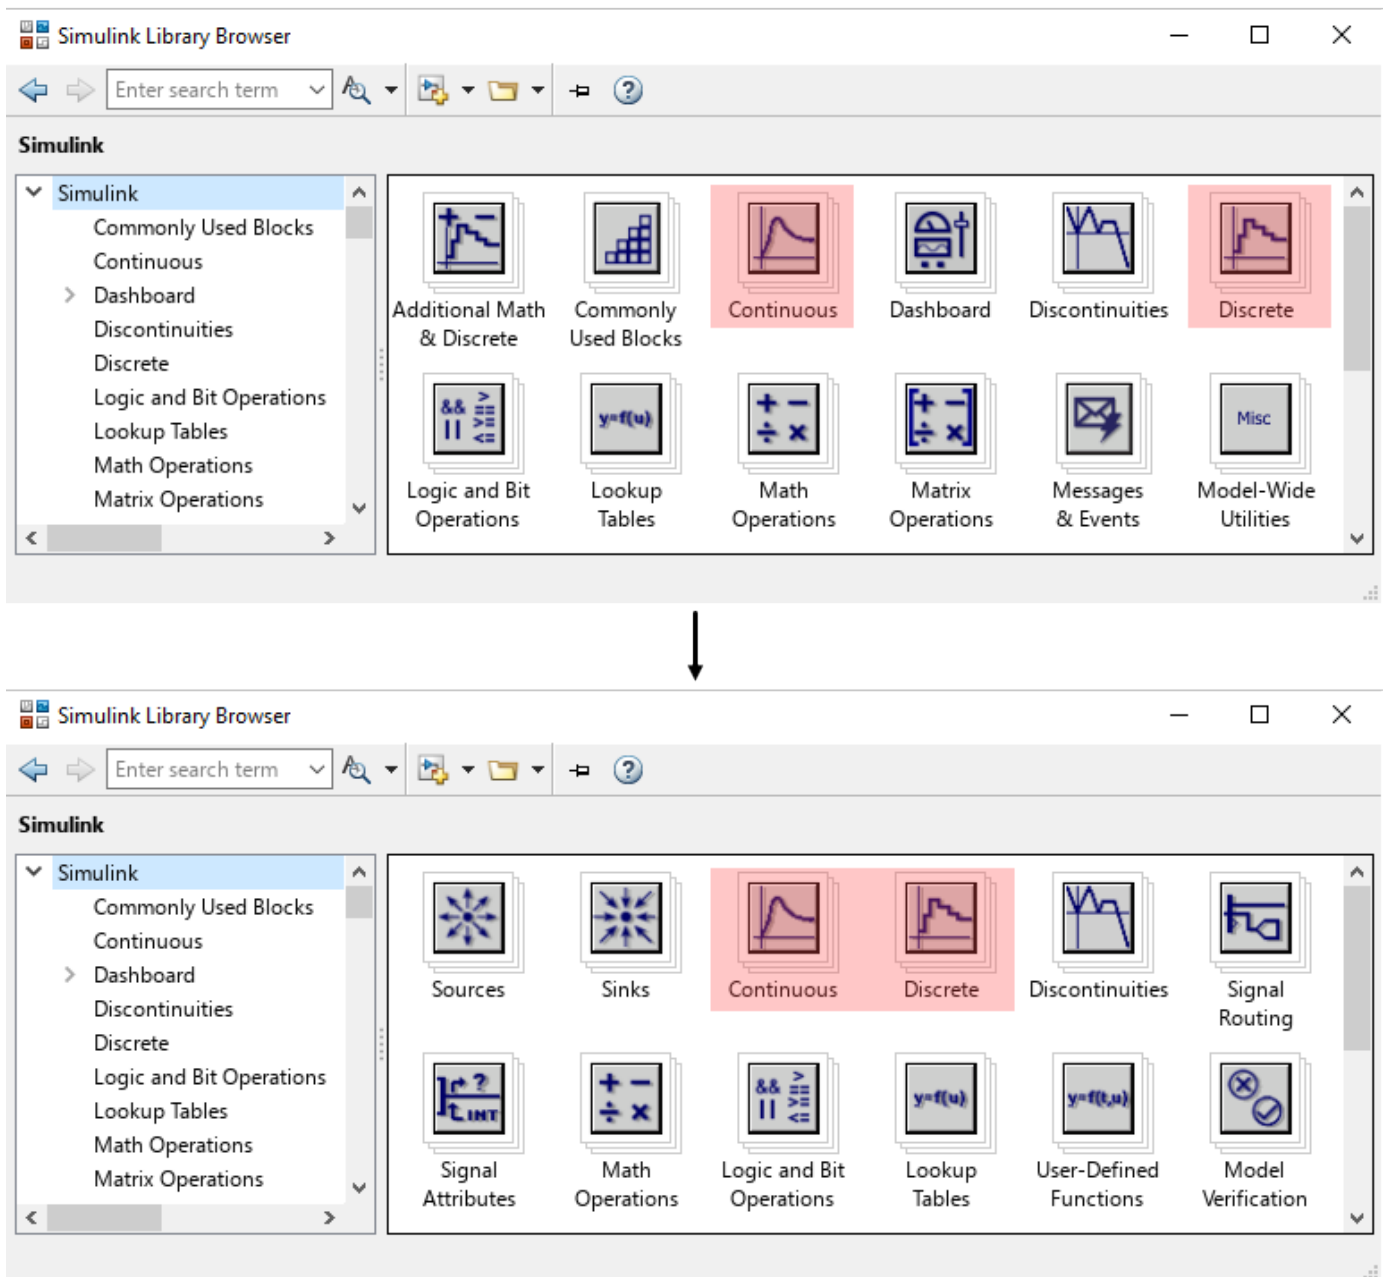 Simulink Library Browser
Enter search term
?
Simulink
Simulink
Commonly Used Blocks
Continuous
Dashboard
Discontinuities
Discrete
Logic and Bit Operations
Lookup Tables
Math Operations
Matrix Operations
Additional Math
& Discrete
Commonly
Used Blocks
Continuous
Dashboard
Discontinuities
Discrete
&& > == >= <= ||
Logic and Bit
Operations
y=f(u)
Lookup
Tables
+ − ÷ ×
Math
Operations
+ − ÷ ×
Matrix
Operations
Messages
& Events
Misc
Model-Wide
Utilities
Simulink Library Browser
Enter search term
?
Simulink
Simulink
Commonly Used Blocks
Continuous
Dashboard
Discontinuities
Discrete
Logic and Bit Operations
Lookup Tables
Math Operations
Matrix Operations
Sources
Sinks
Continuous
Discrete
Discontinuities
Signal
Routing
? INT
Signal
Attributes
+ − ÷ ×
Math
Operations
&& > == >= <= ||
Logic and Bit
Operations
y=f(u)
Lookup
Tables
y=f(t,u)
User-Defined
Functions
Model
Verification